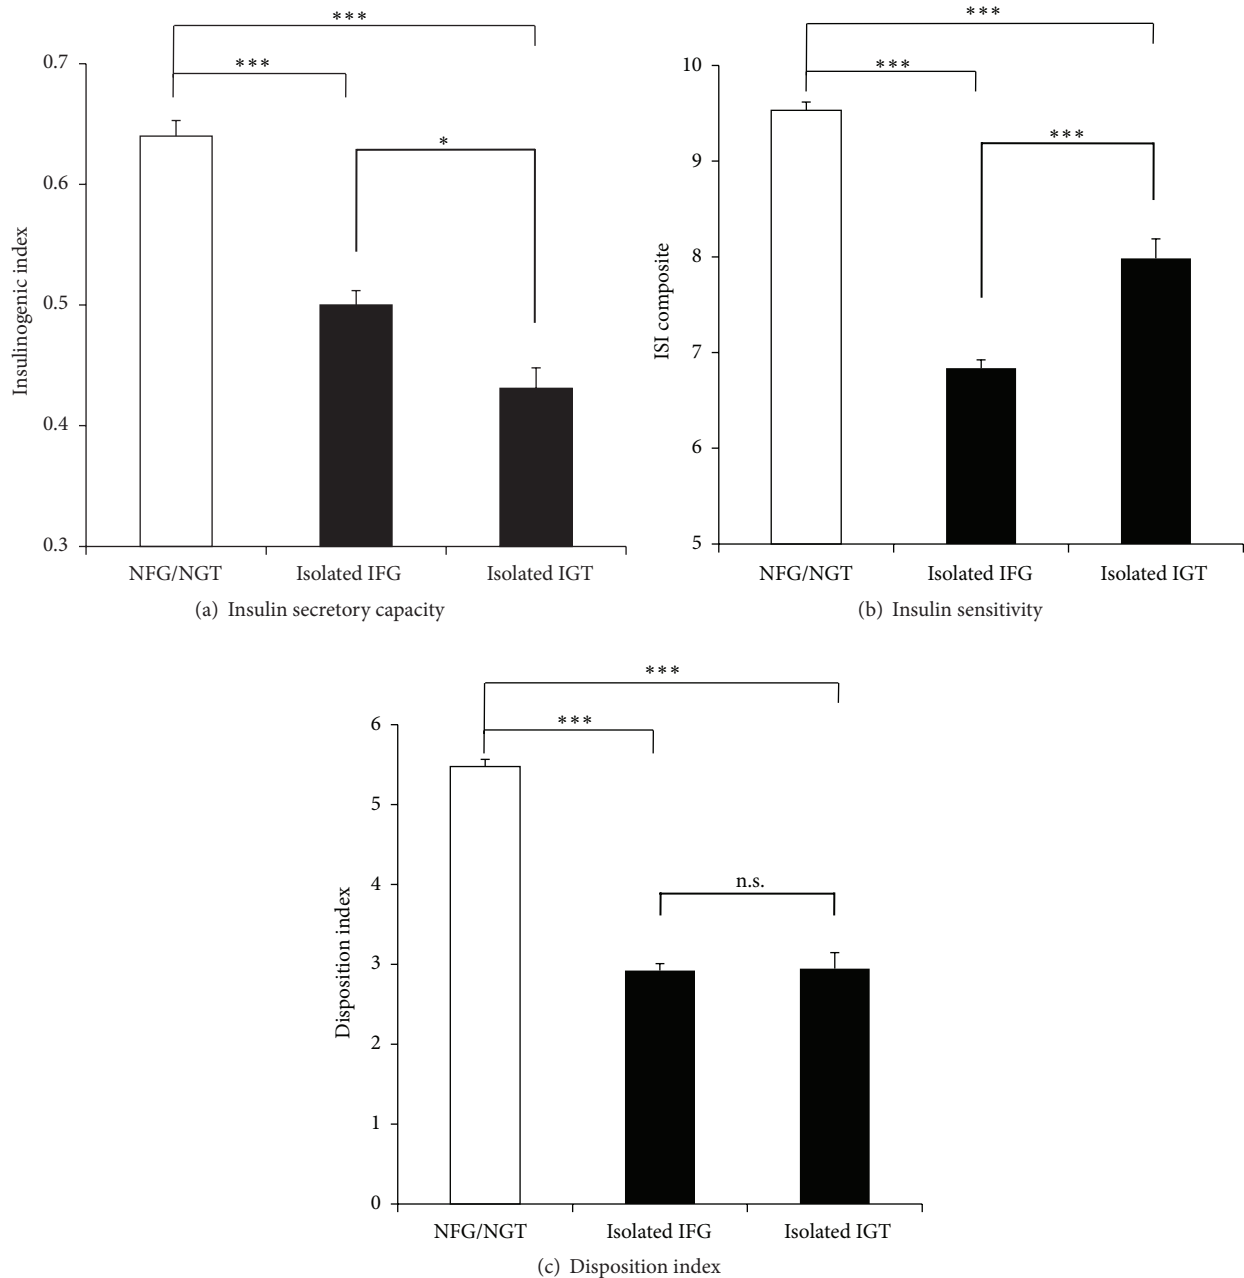 ***
***
*
0.7
0.6
0.5
0.4
0.3
Insulinogenic index
NFG/NGT Isolated IFG Isolated IGT
(a) Insulin secretory capacity
***
***
***
10
9
8
7
6
5
ISI composite
NFG/NGT Isolated IFG Isolated IGT
(b) Insulin sensitivity
***
***
n.s.
6
5
4
3
2
1
0
Disposition index
NFG/NGT Isolated IFG Isolated IGT
(c) Disposition index